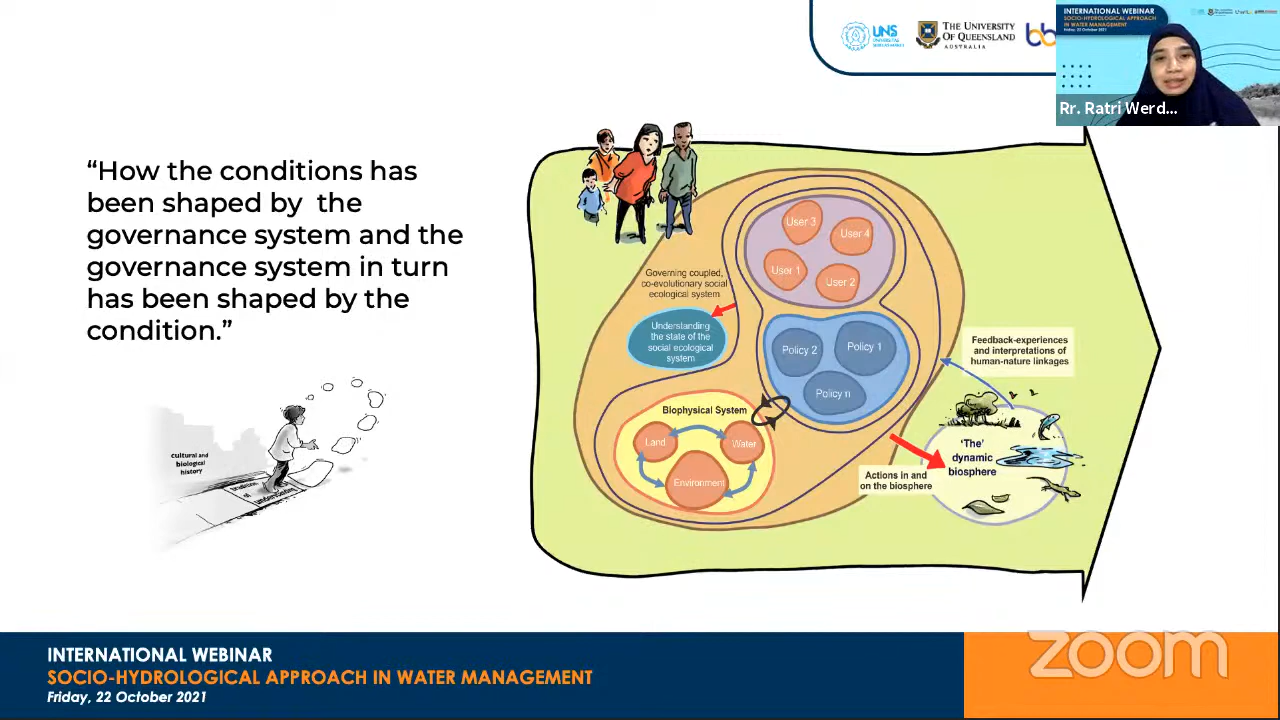 UNS
THE UNIVERSITY
OF QUEENSLAND
AUSTRALIA
INTERNATIONAL WEBINAR
SOCIO-HYDROLOGICAL APPROACH
IN WATER MANAGEMENT
Friday, 22 October 2021
Rr. Ratri Werd...
“How the conditions has
been shaped by the
governance system and the
governance system in turn
has been shaped by the
condition.”
cultural and
biological
history
Governing coupled,
co-evolutionary social
ecological system
Understanding
the state of the
social ecological
system
User 3
User 4
User 1
User 2
Policy 2
Policy 1
Policy n
Biophysical System
Land
Water
Environment
Feedback-experiences
and interpretations of
human-nature linkages
‘The’
dynamic
biosphere
Actions in and
on the biosphere
INTERNATIONAL WEBINAR
SOCIO-HYDROLOGICAL APPROACH IN WATER MANAGEMENT
Friday, 22 October 2021
zoom